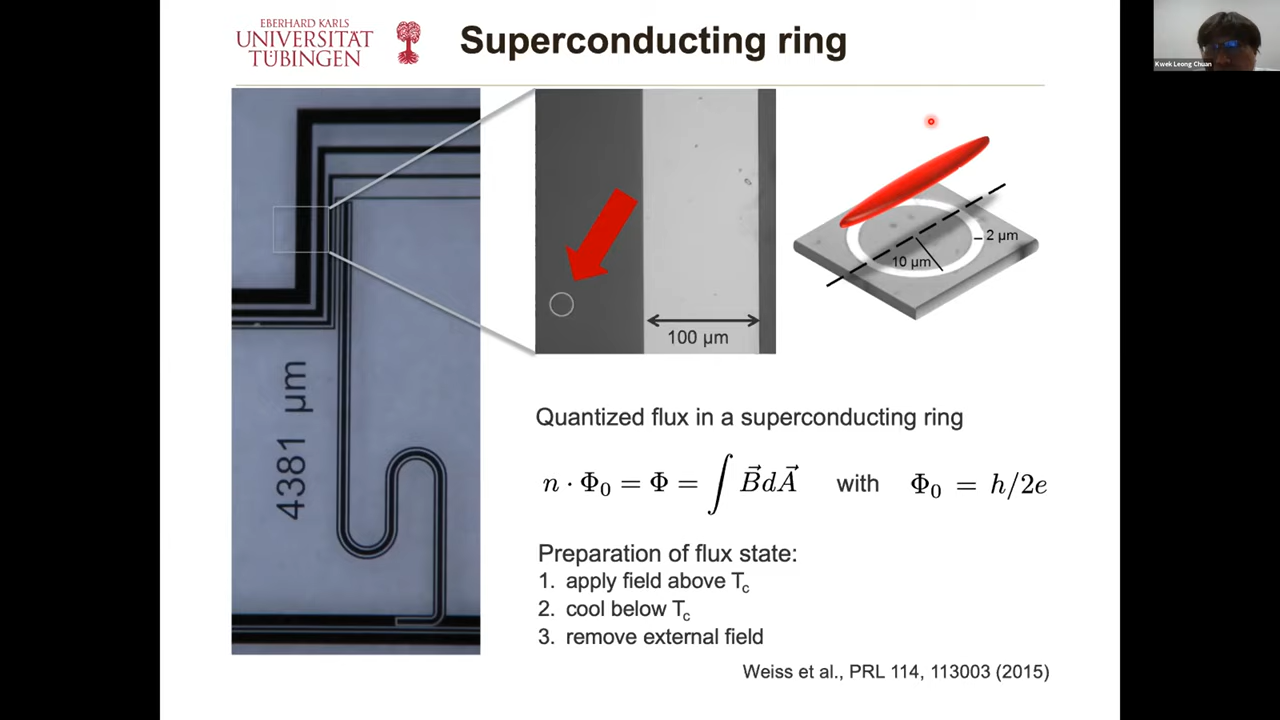 EBERHARD KARLS
UNIVERSITÄT
TÜBINGEN
Superconducting ring
Kwek Leong Chuan
4381 µm
100 µm
2 µm
10 µm
Quantized flux in a superconducting ring
n · Φ₀ = Φ = ∫ B⃗dA⃗ with Φ₀ = h/2e
Preparation of flux state:
1. apply field above Tc
2. cool below Tc
3. remove external field
Weiss et al., PRL 114, 113003 (2015)